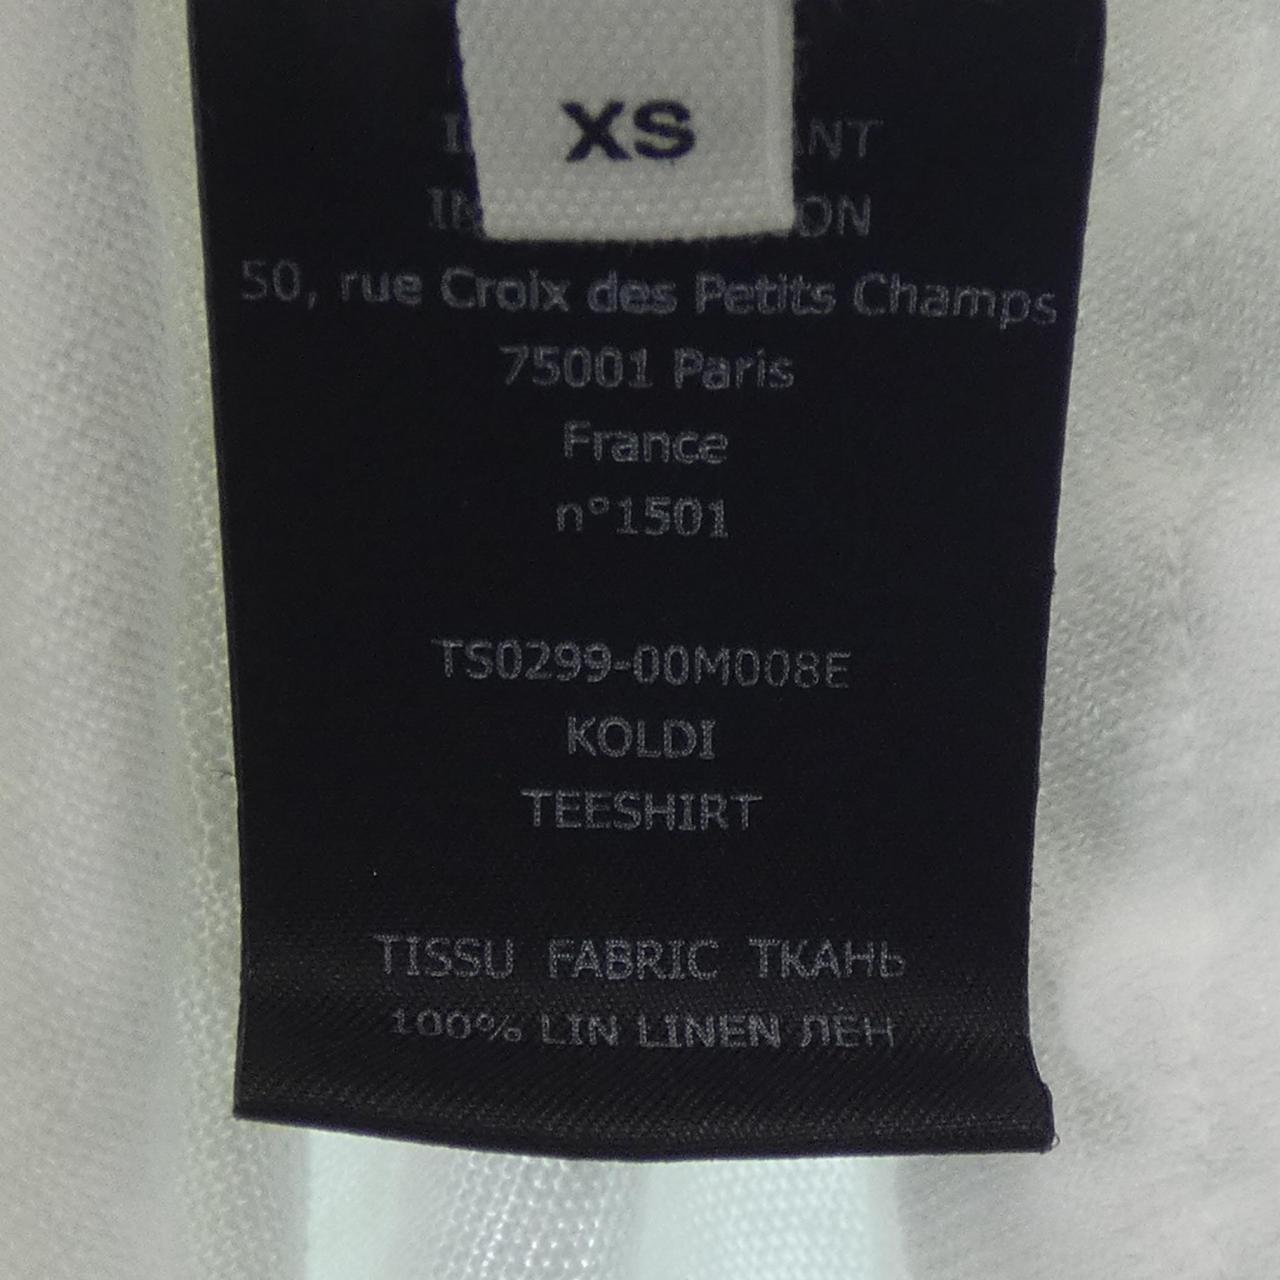 XS
50, rue Croix des Petits Champs
75001 Paris
France
n°1501
TS0299-00M008E
KOLDI
TEESHIRT
TISSU FABRIC ТКАНЬ
100% LIN LINEN ЛЁН